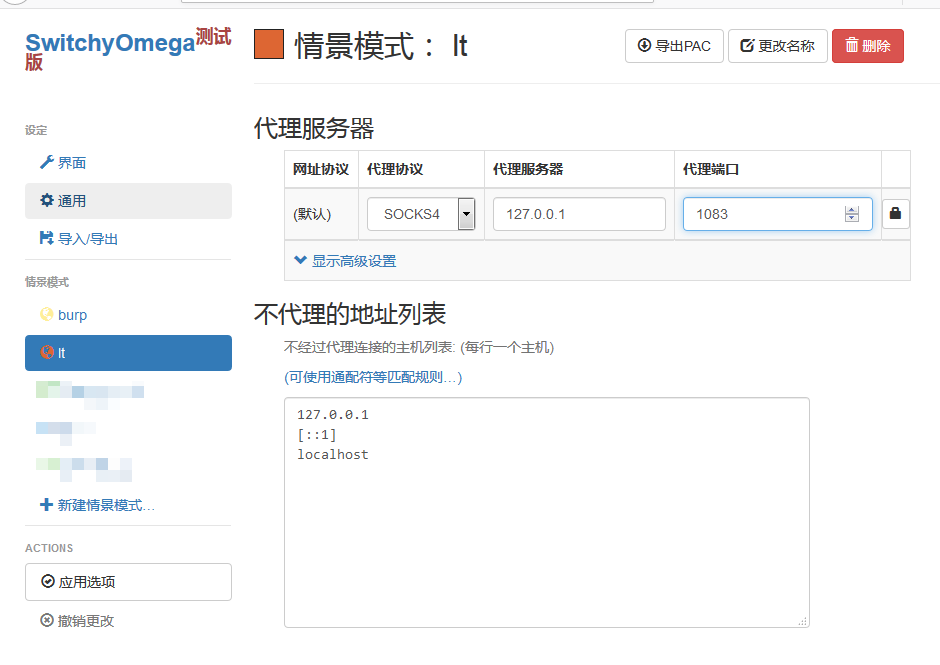 SwitchyOmega测试
版
设定
界面
通用
导入/导出
情景模式
burp
lt
新建情景模式…
ACTIONS
应用选项
撤销更改
情景模式： lt
导出PAC
更改名称
删除
代理服务器
网址协议 代理协议 代理服务器 代理端口
(默认) SOCKS4 127.0.0.1 1083
显示高级设置
不代理的地址列表
不经过代理连接的主机列表: (每行一个主机)
(可使用通配符等匹配规则…)
127.0.0.1
[::1]
localhost